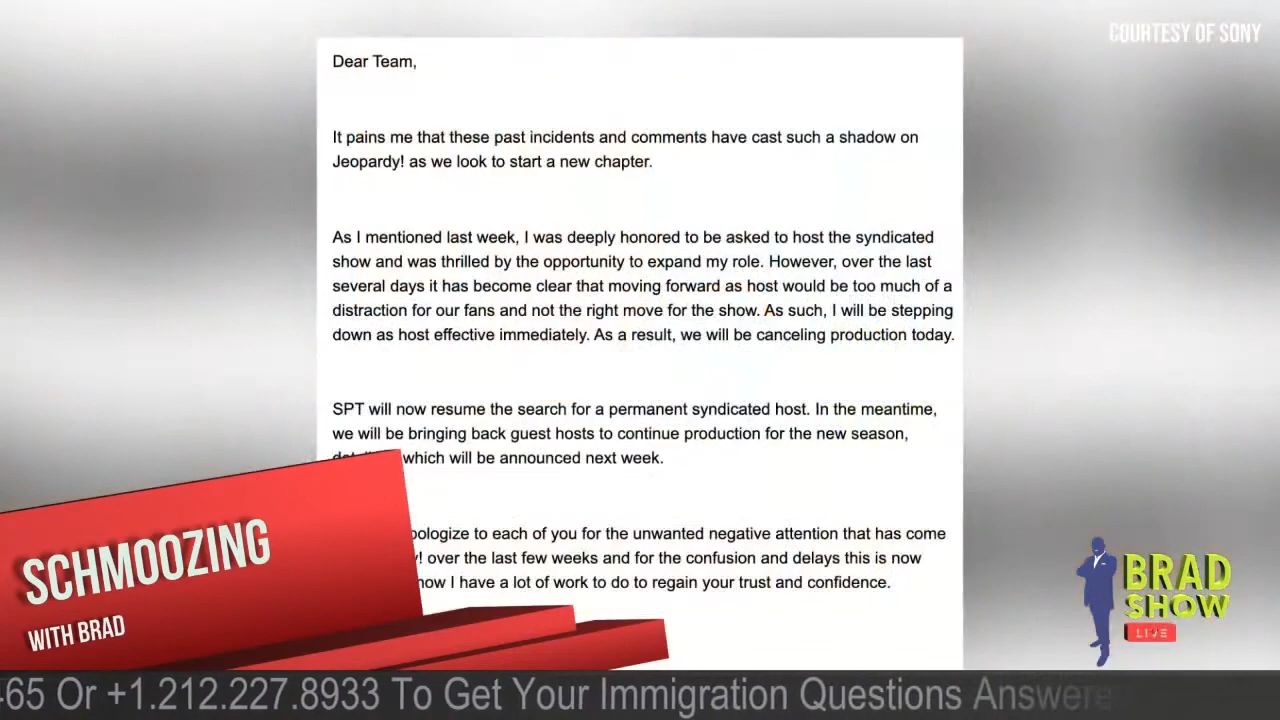 COURTESY OF SONY
Dear Team,
It pains me that these past incidents and comments have cast such a shadow on
Jeopardy! as we look to start a new chapter.
As I mentioned last week, I was deeply honored to be asked to host the syndicated
show and was thrilled by the opportunity to expand my role. However, over the last
several days it has become clear that moving forward as host would be too much of a
distraction for our fans and not the right move for the show. As such, I will be stepping
down as host effective immediately. As a result, we will be canceling production today.
SPT will now resume the search for a permanent syndicated host. In the meantime,
we will be bringing back guest hosts to continue production for the new season,
which will be announced next week.
to each of you for the unwanted negative attention that has come
over the last few weeks and for the confusion and delays this is now
I have a lot of work to do to regain your trust and confidence.
SCHMOOZING
WITH BRAD
BRAD
SHOW
LIVE
465 Or +1.212.227.8933 To Get Your Immigration Questions